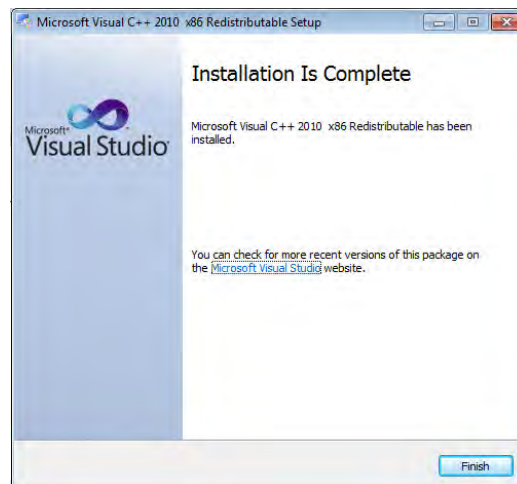 Microsoft Visual C++ 2010 x86 Redistributable Setup
Installation Is Complete
Microsoft®
Visual Studio®
Microsoft Visual C++ 2010 x86 Redistributable has been
installed.
You can check for more recent versions of this package on
the Microsoft Visual Studio website.
Finish